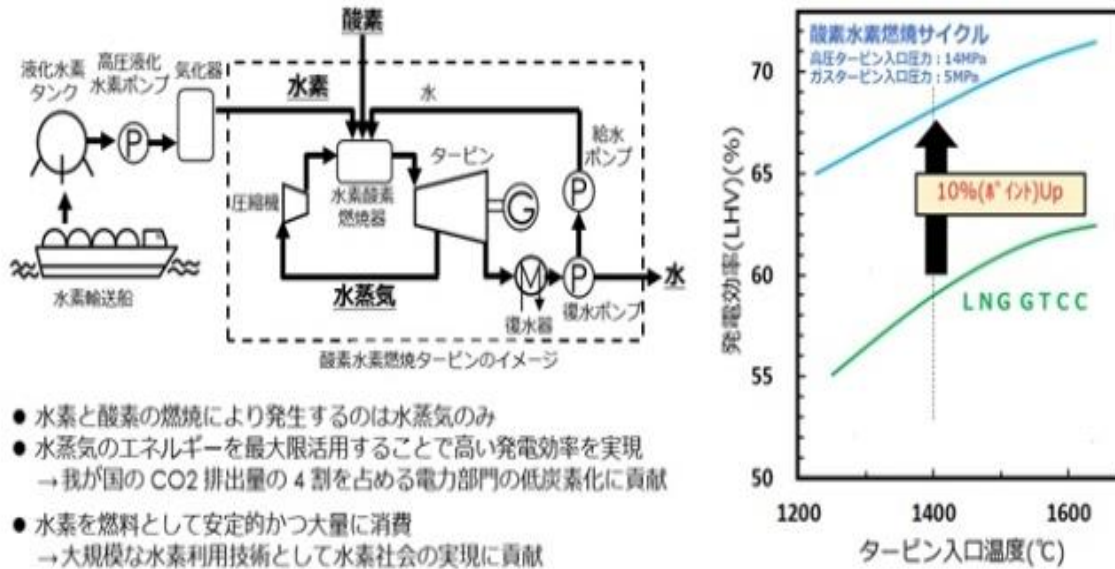 酸素
液化水素
タンク
高圧液化
水素ポンプ
気化器
水素
水
給水
ポンプ
タービン
圧縮機
水素酸素
燃焼器
P
P
G
M
P
水蒸気
水
水素輸送船
復水器
復水ポンプ
酸素水素燃焼タービンのイメージ
● 水素と酸素の燃焼により発生するのは水蒸気のみ
● 水蒸気のエネルギーを最大限活用することで高い発電効率を実現
→我が国の CO2 排出量の 4 割を占める電力部門の低炭素化に貢献
● 水素を燃料として安定的かつ大量に消費
→大規模な水素利用技術として水素社会の実現に貢献
酸素水素燃焼サイクル
高圧タービン入口圧力:14MPa
ガスタービン入口圧力:5MPa
10%(ポイント)Up
LNG GTCC
発電効率(LHV)(%)
70
65
60
55
50
1200
1400
1600
タービン入口温度(℃)